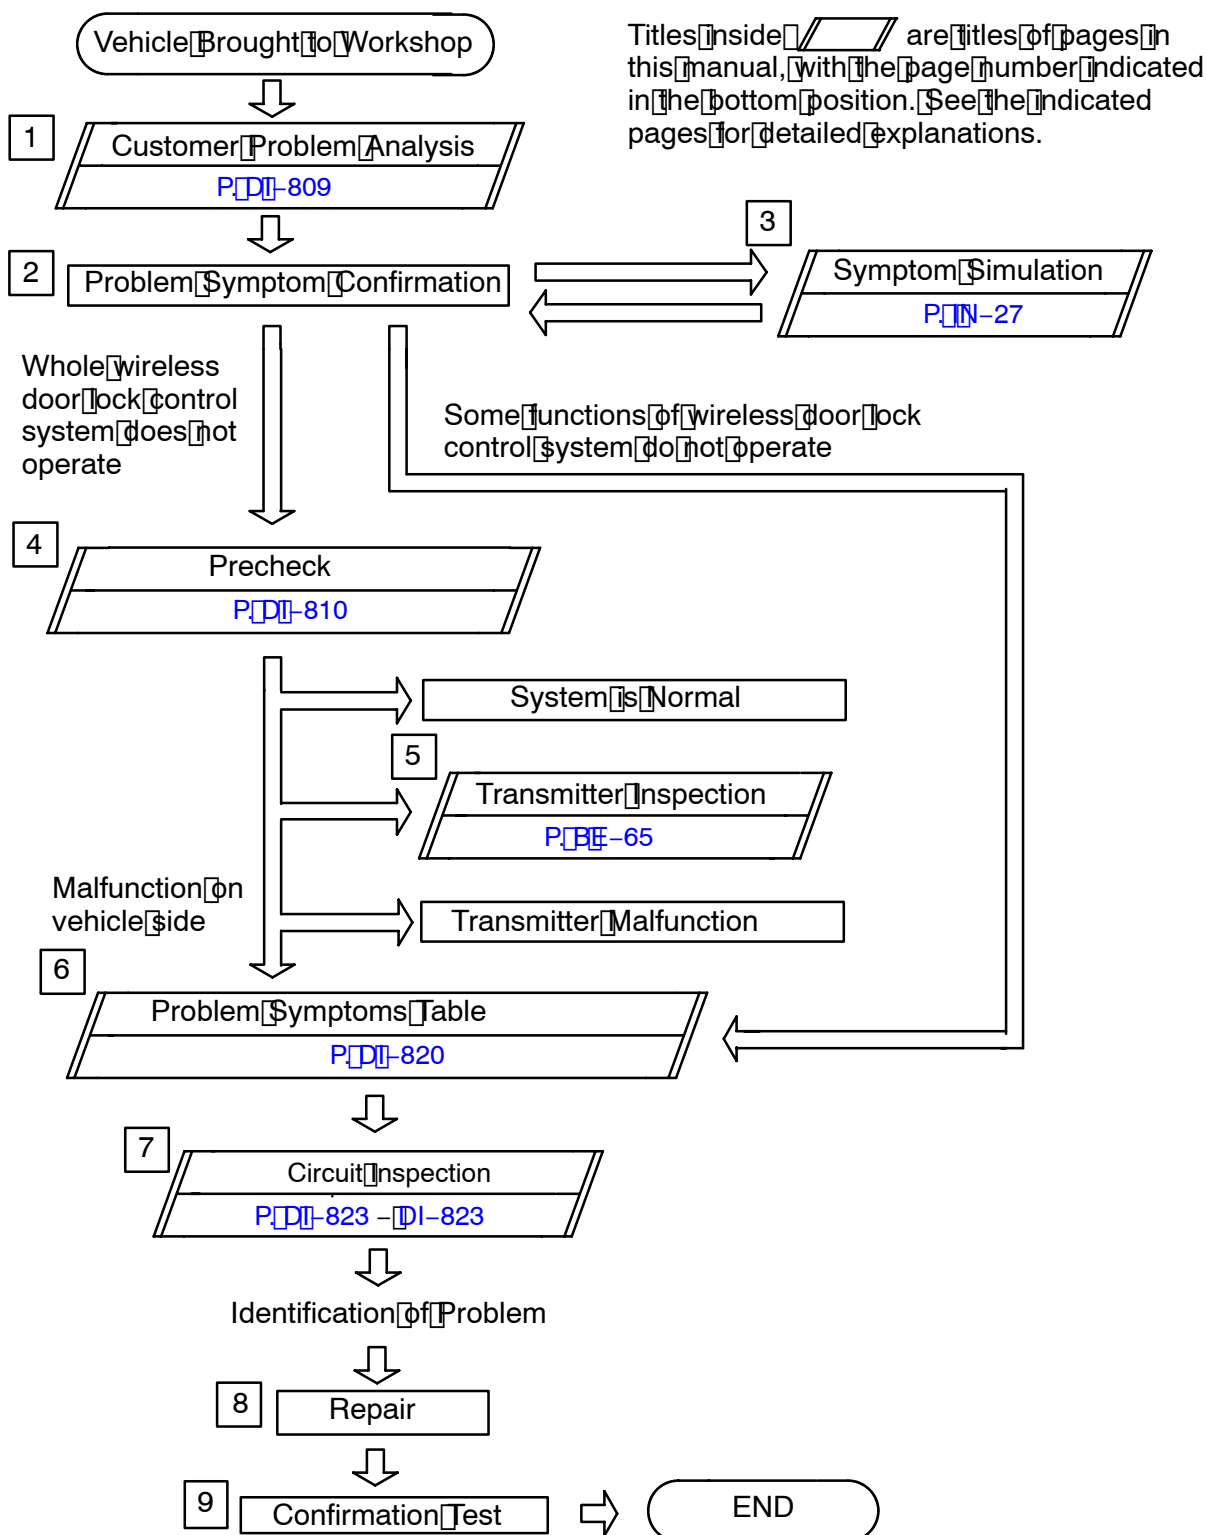 Vehicle Brought to Workshop
Titles inside are titles of pages in
this manual, with the page number indicated
in the bottom position. See the indicated
pages for detailed explanations.
1
Customer Problem Analysis
P. DI–809
2
Problem Symptom Confirmation
3
Symptom Simulation
P. IN–27
Whole wireless
door lock control
system does not
operate
Some functions of wireless door lock
control system do not operate
4
Precheck
P. DI–810
System is Normal
5
Transmitter Inspection
P. BE–65
Malfunction on
vehicle side
Transmitter Malfunction
6
Problem Symptoms Table
P. DI–820
7
Circuit Inspection
P. DI–823 – DI–823
Identification of Problem
8
Repair
9
Confirmation Test
END